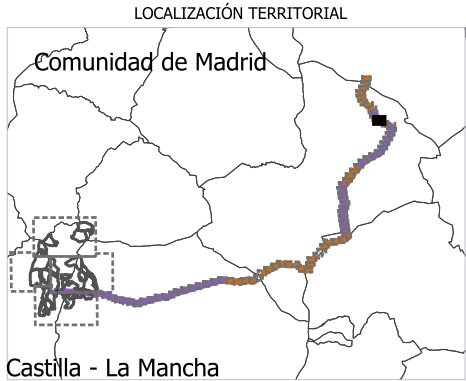 LOCALIZACIÓN TERRITORIAL
Comunidad de Madrid
Castilla - La Mancha